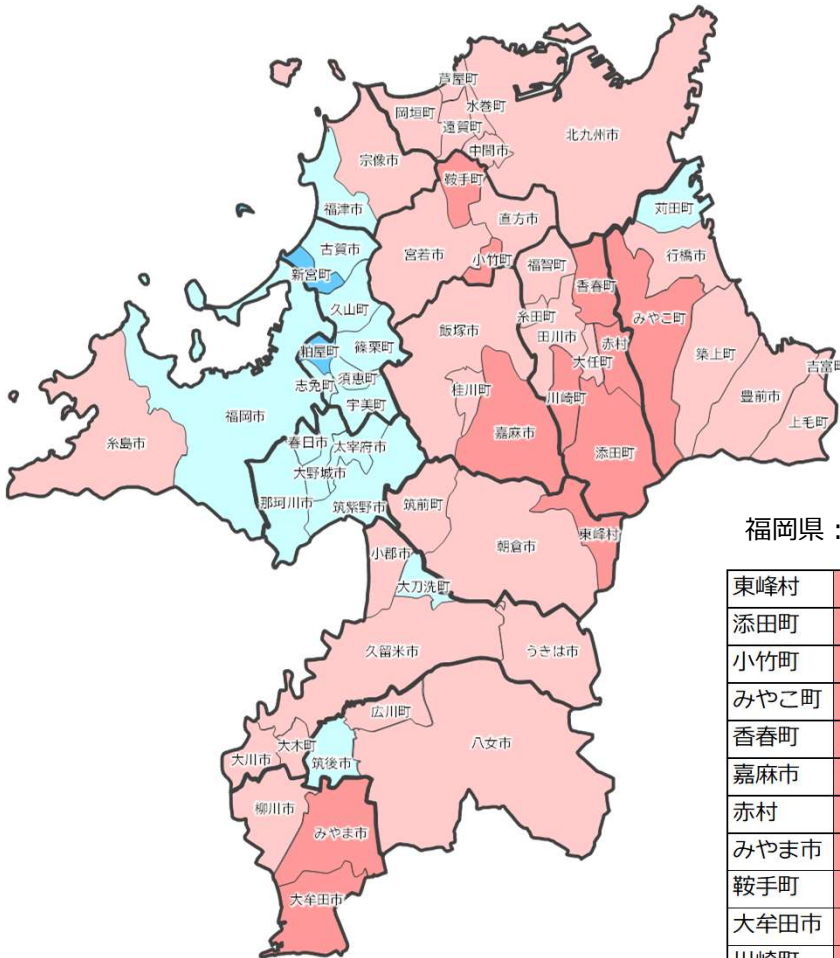 芦屋町
水巻町
岡垣町
遠賀町
北九州市
中間市
宗像市
鞍手町
福津市
直方市
苅田町
古賀市
宮若市
小竹町
福智町
行橋市
新宮町
香春町
久山町
糸田町
みやこ町
飯塚市
田川市
赤村
粕屋町
篠栗町
築上町
大任町
吉富町
志免町
須恵町
桂川町
川崎町
豊前市
宇美町
福岡市
上毛町
糸島市
嘉麻市
春日市
太宰府市
添田町
大野城市
那珂川市
筑紫野市
筑前町
東峰村
朝倉市
小郡市
大刀洗町
久留米市
うきは市
広川町
八女市
大川市
大木町
筑後市
柳川市
みやま市
大牟田市
福岡県：
東峰村
添田町
小竹町
みやこ町
香春町
嘉麻市
赤村
みやま市
鞍手町
大牟田市
川崎町